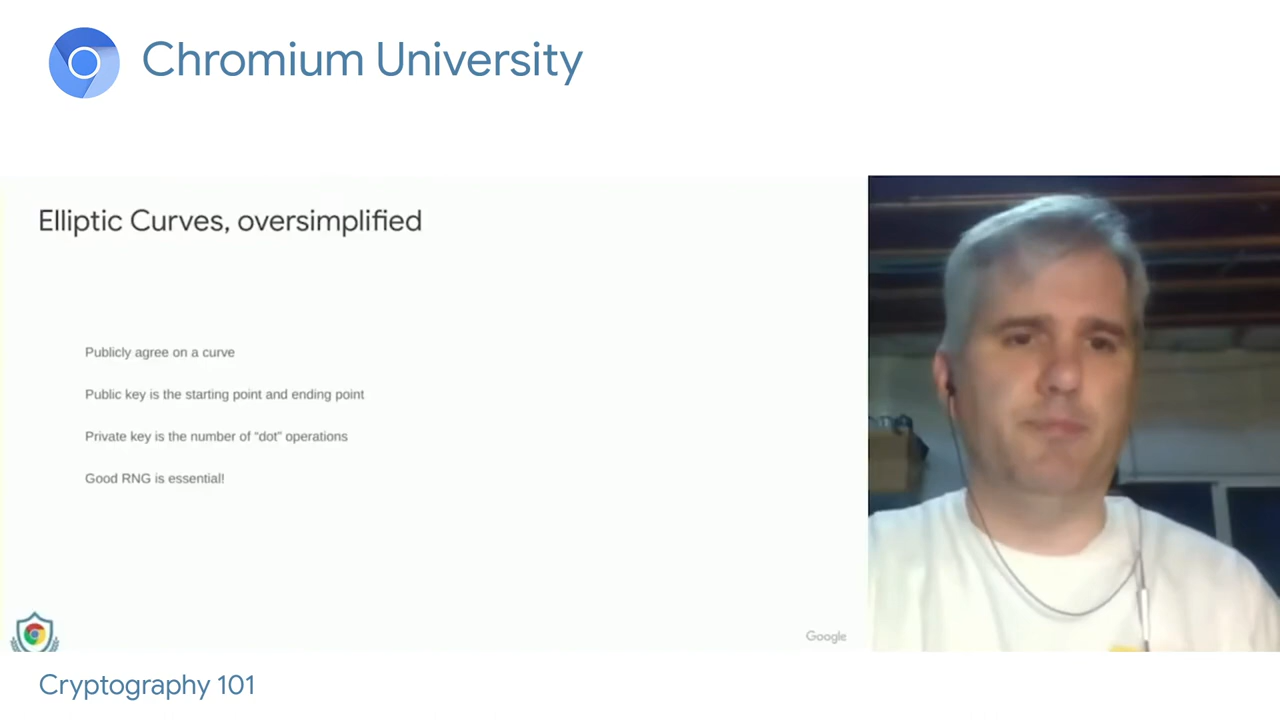 Chromium University
Elliptic Curves, oversimplified
Publicly agree on a curve
Public key is the starting point and ending point
Private key is the number of “dot” operations
Good RNG is essential!
Google
Cryptography 101